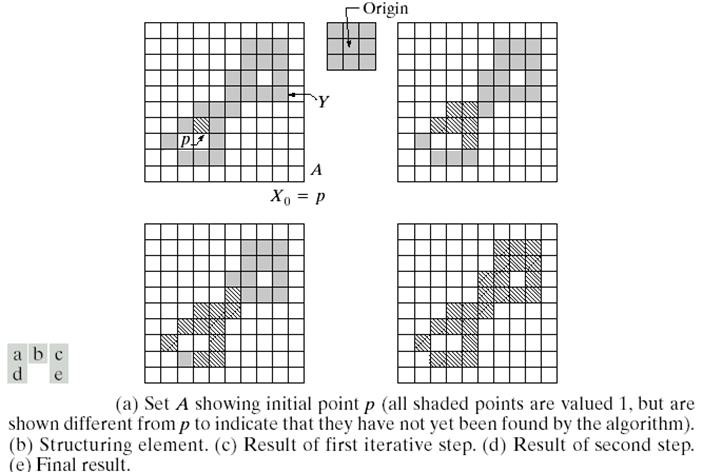 Origin
Y
p
A
X0 = p
a b c
d e
(a) Set A showing initial point p (all shaded points are valued 1, but are
shown different from p to indicate that they have not yet been found by the algorithm).
(b) Structuring element. (c) Result of first iterative step. (d) Result of second step.
(e) Final result.